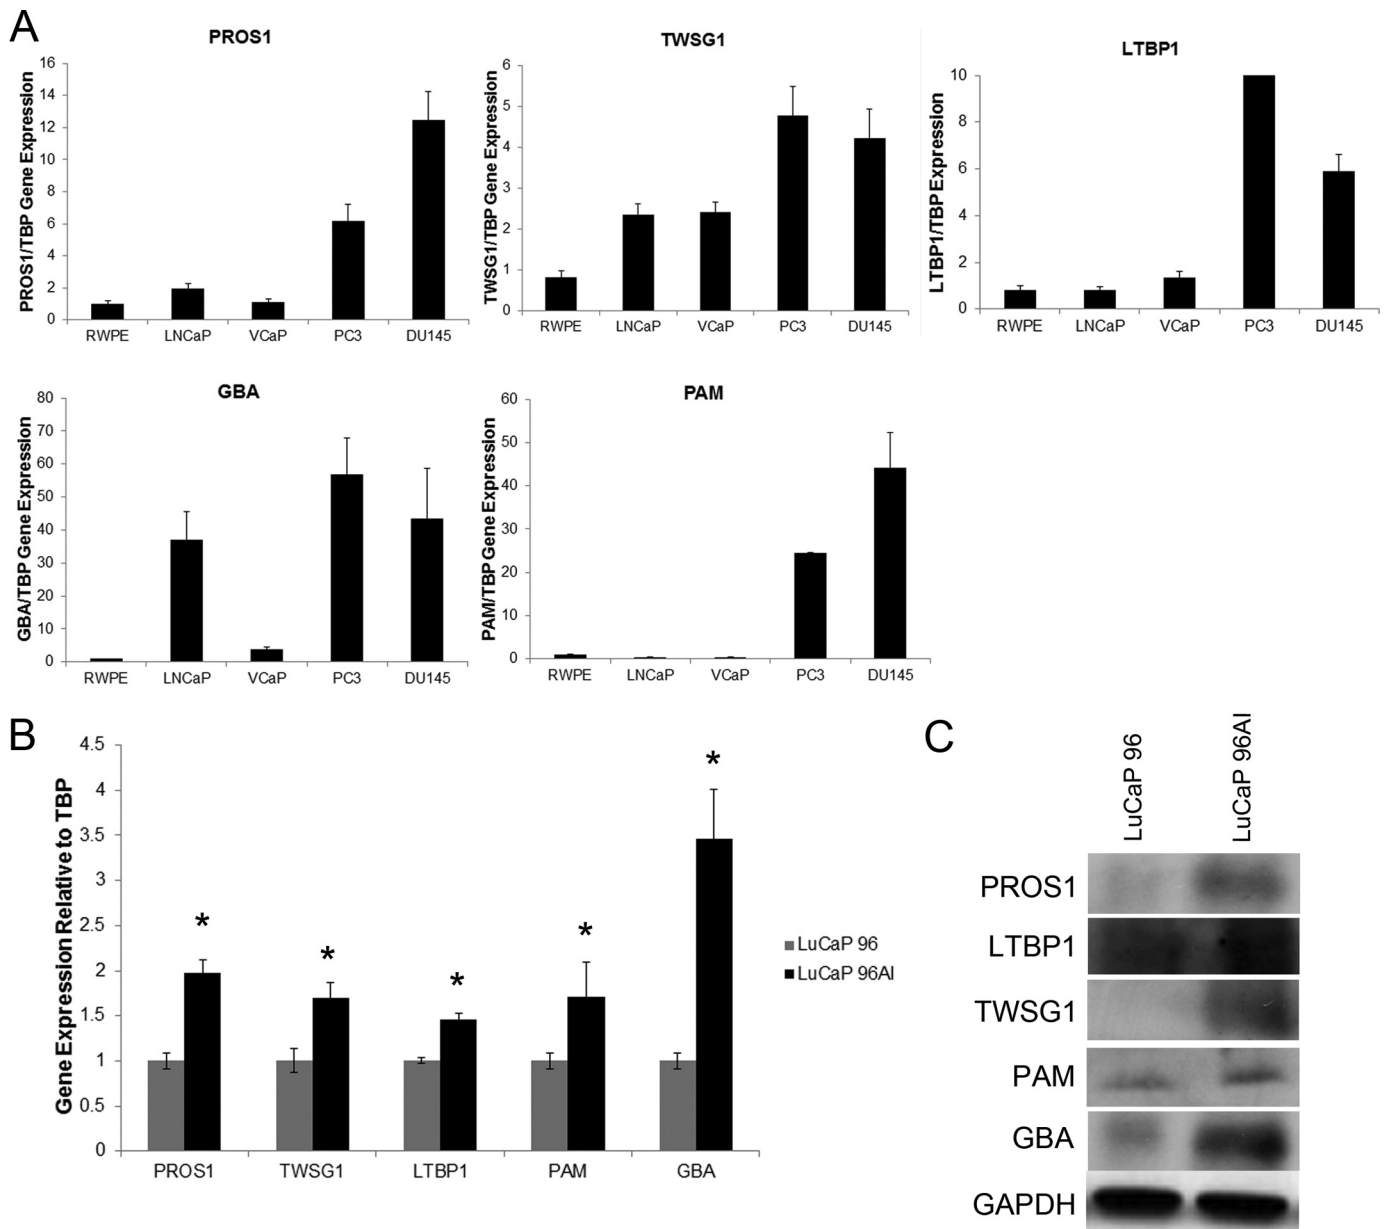 A
PROS1
PROS1/TBP Gene Expression
16
14
12
10
8
6
4
2
0
RWPE LNCaP VCaP PC3 DU145
TWSG1
TWSG1/TBP Gene Expression
6
5
4
3
2
1
0
RWPE LNCaP VCaP PC3 DU145
LTBP1
LTBP1/TBP Expression
10
8
6
4
2
0
RWPE LNCaP VCaP PC3 DU145
GBA
GBA/TBP Gene Expression
80
70
60
50
40
30
20
10
0
RWPE LNCaP VCaP PC3 DU145
PAM
PAM/TBP Gene Expression
60
50
40
30
20
10
0
RWPE LNCaP VCaP PC3 DU145
B
Gene Expression Relative to TBP
4.5
4
3.5
3
2.5
2
1.5
1
0.5
0
*
*
*
*
*
PROS1 TWSG1 LTBP1 PAM GBA
LuCaP 96
LuCaP 96AI
C
LuCaP 96
LuCaP 96AI
PROS1
LTBP1
TWSG1
PAM
GBA
GAPDH